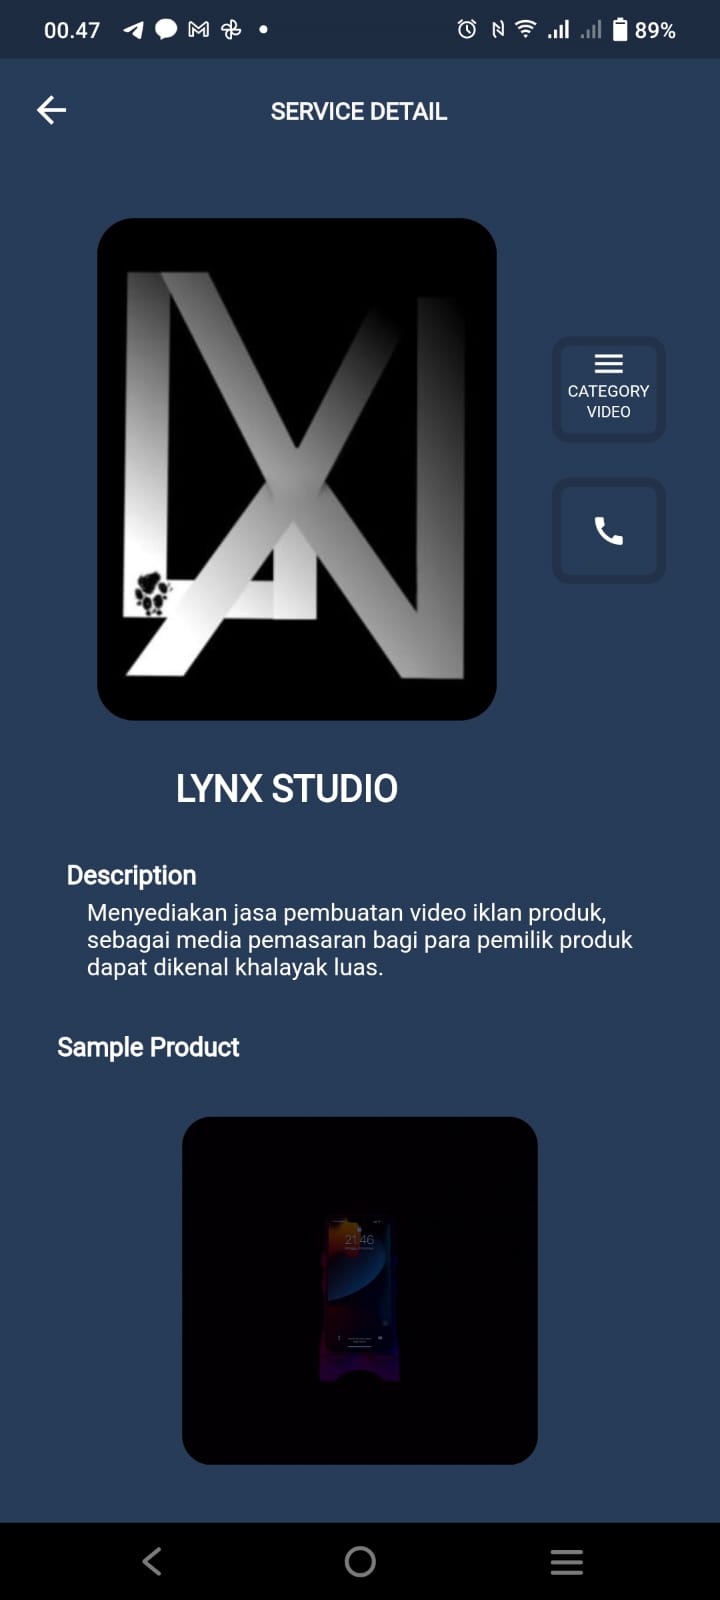 00.47
89%
SERVICE DETAIL
CATEGORY
VIDEO
LYNX STUDIO
Description
Menyediakan jasa pembuatan video iklan produk,
sebagai media pemasaran bagi para pemilik produk
dapat dikenal khalayak luas.
Sample Product
21:46